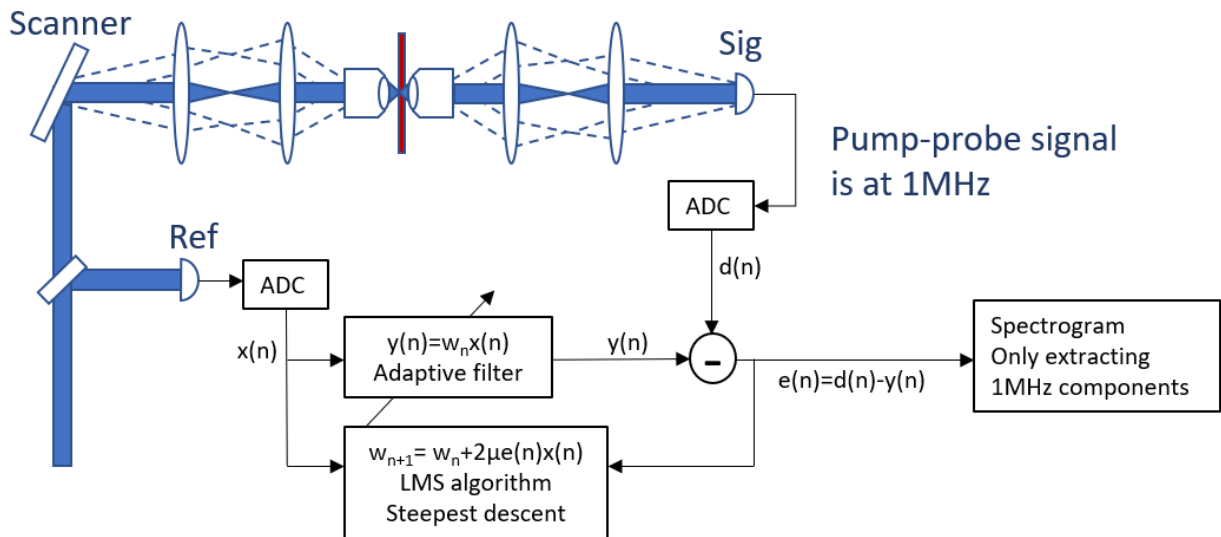 Scanner
Sig
Pump-probe signal
is at 1MHz
ADC
Ref
ADC
d(n)
x(n)
y(n)=wₙx(n)
Adaptive filter
y(n)
-
e(n)=d(n)-y(n)
Spectrogram
Only extracting
1MHz components
wₙ₊₁= wₙ+2μe(n)x(n)
LMS algorithm
Steepest descent